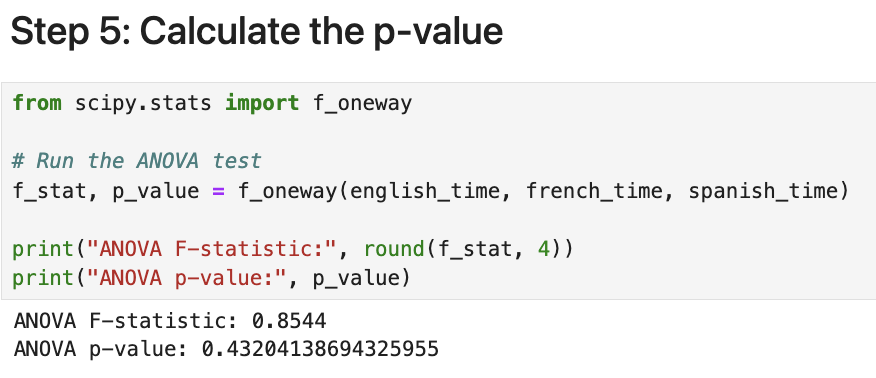 Step 5: Calculate the p-value
from scipy.stats import f_oneway
# Run the ANOVA test
f_stat, p_value = f_oneway(english_time, french_time, spanish_time)
print("ANOVA F-statistic:", round(f_stat, 4))
print("ANOVA p-value:", p_value)
ANOVA F-statistic: 0.8544
ANOVA p-value: 0.43204138694325955